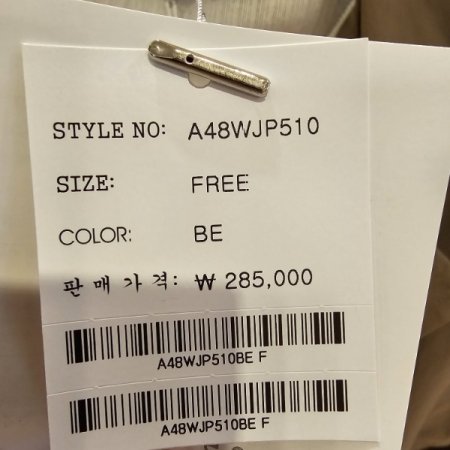 STYLE NO: A48WJP510
SIZE: FREE
COLOR: BE
판매가격: ₩ 285,000
A48WJP510BE F
A48WJP510BE F